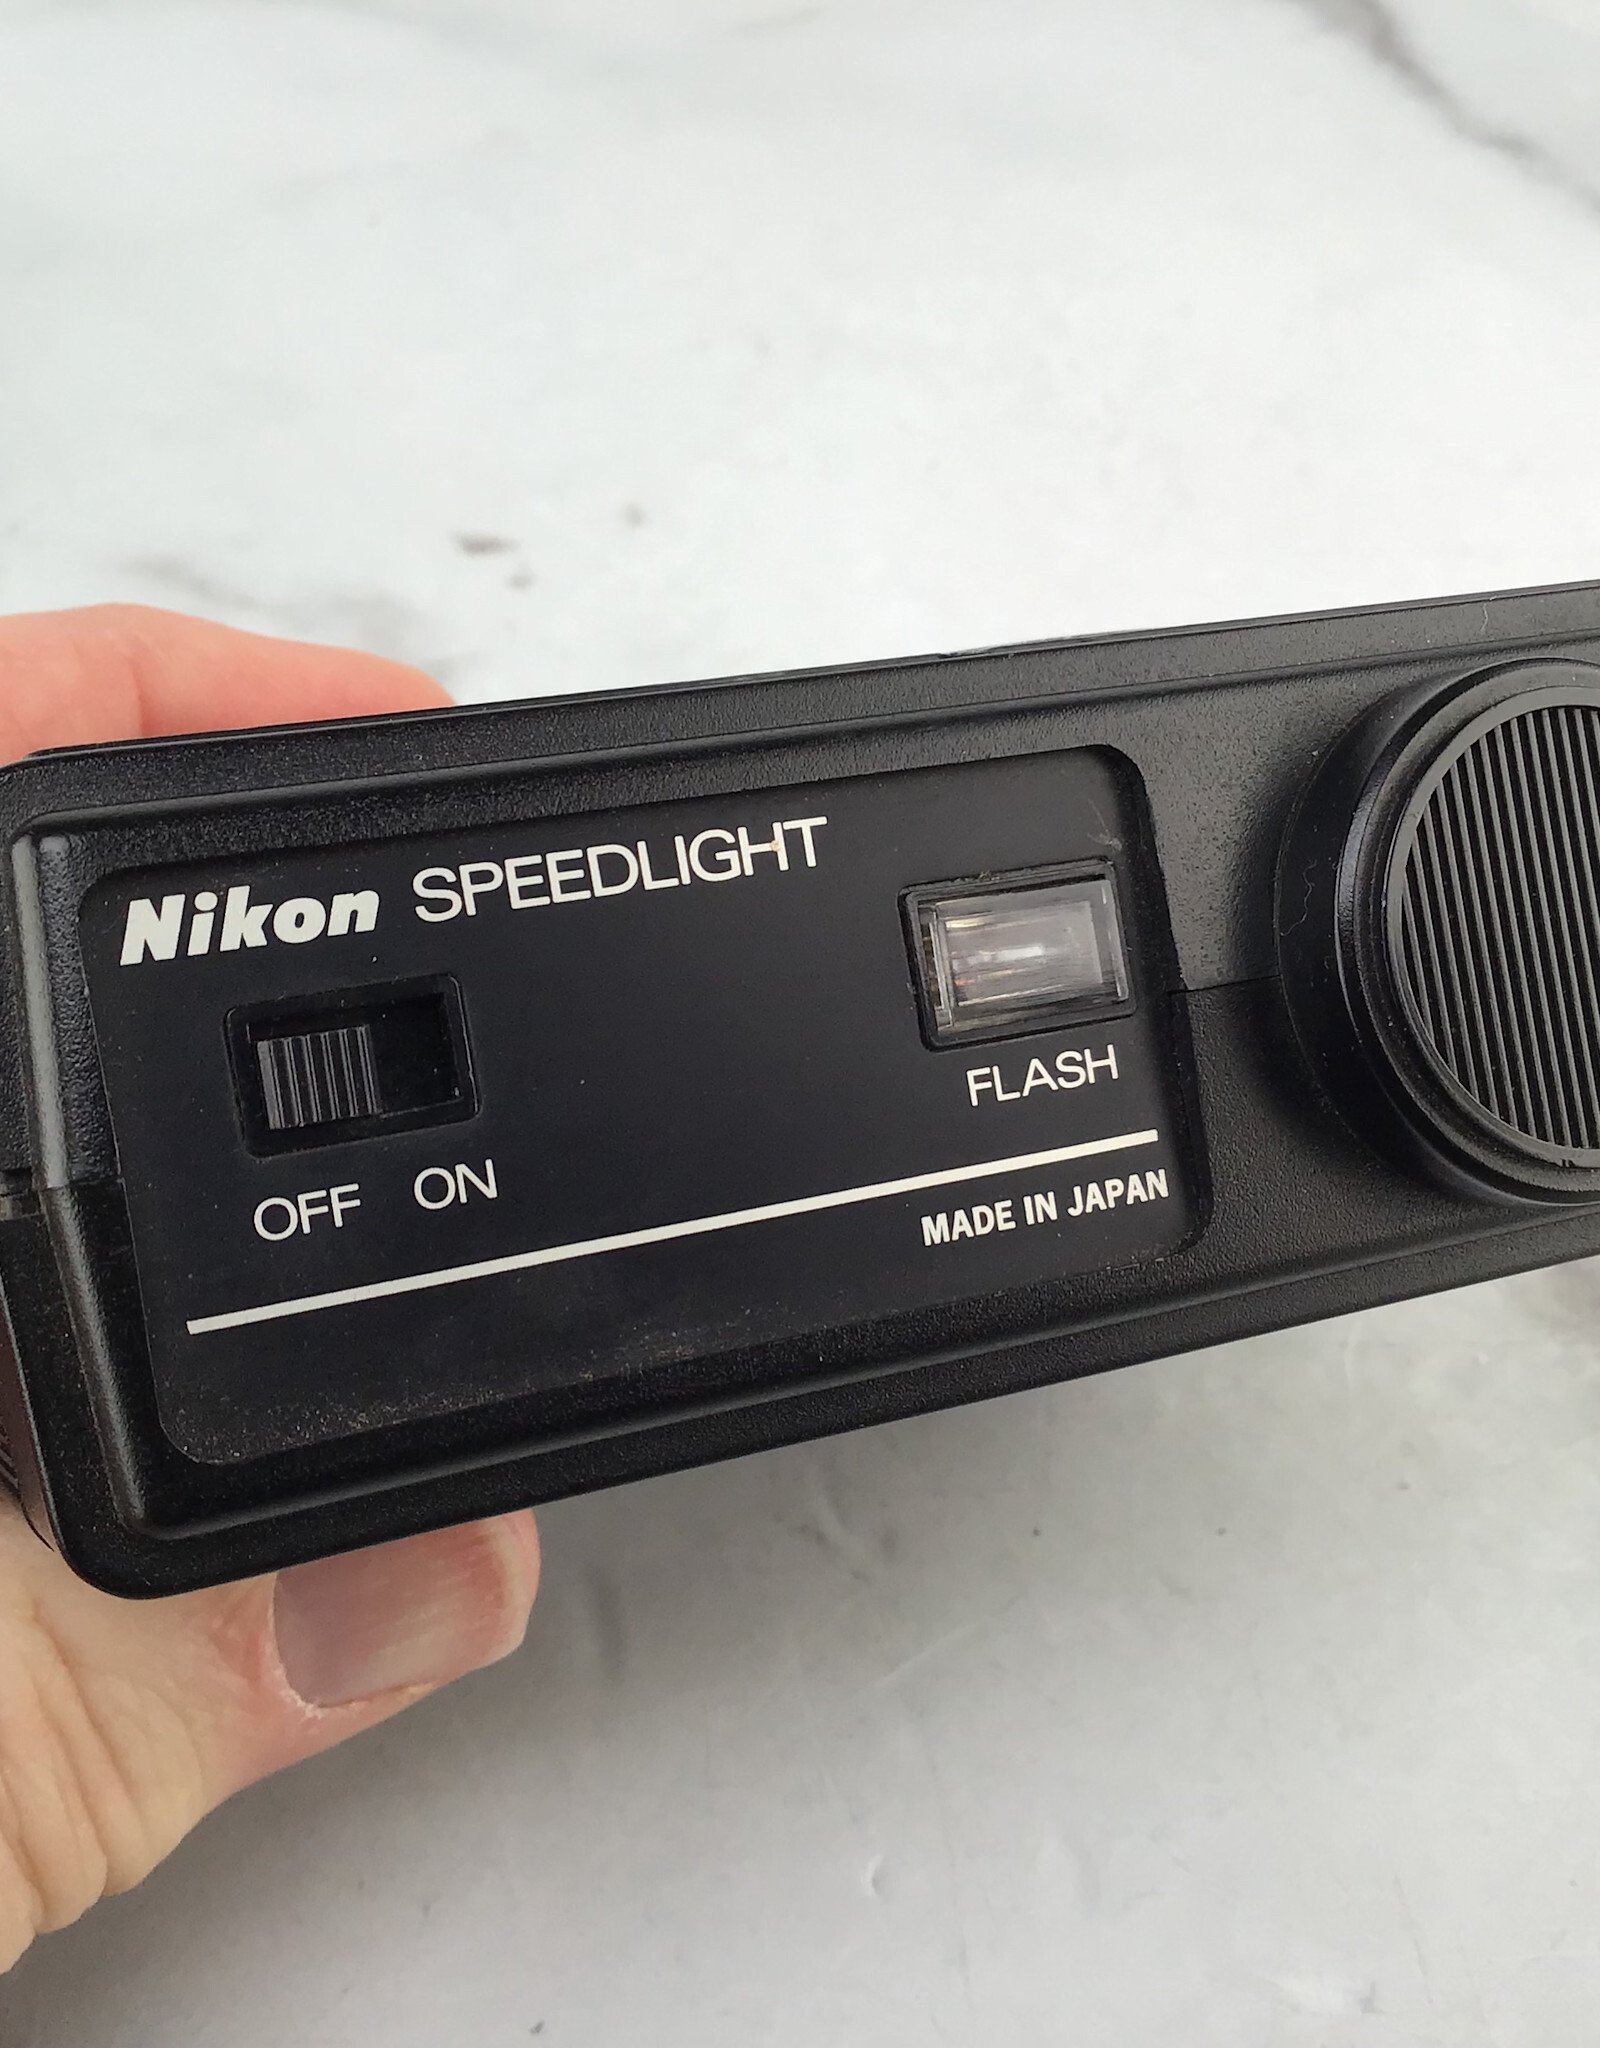 Nikon SPEEDLIGHT
FLASH
OFF ON
MADE IN JAPAN